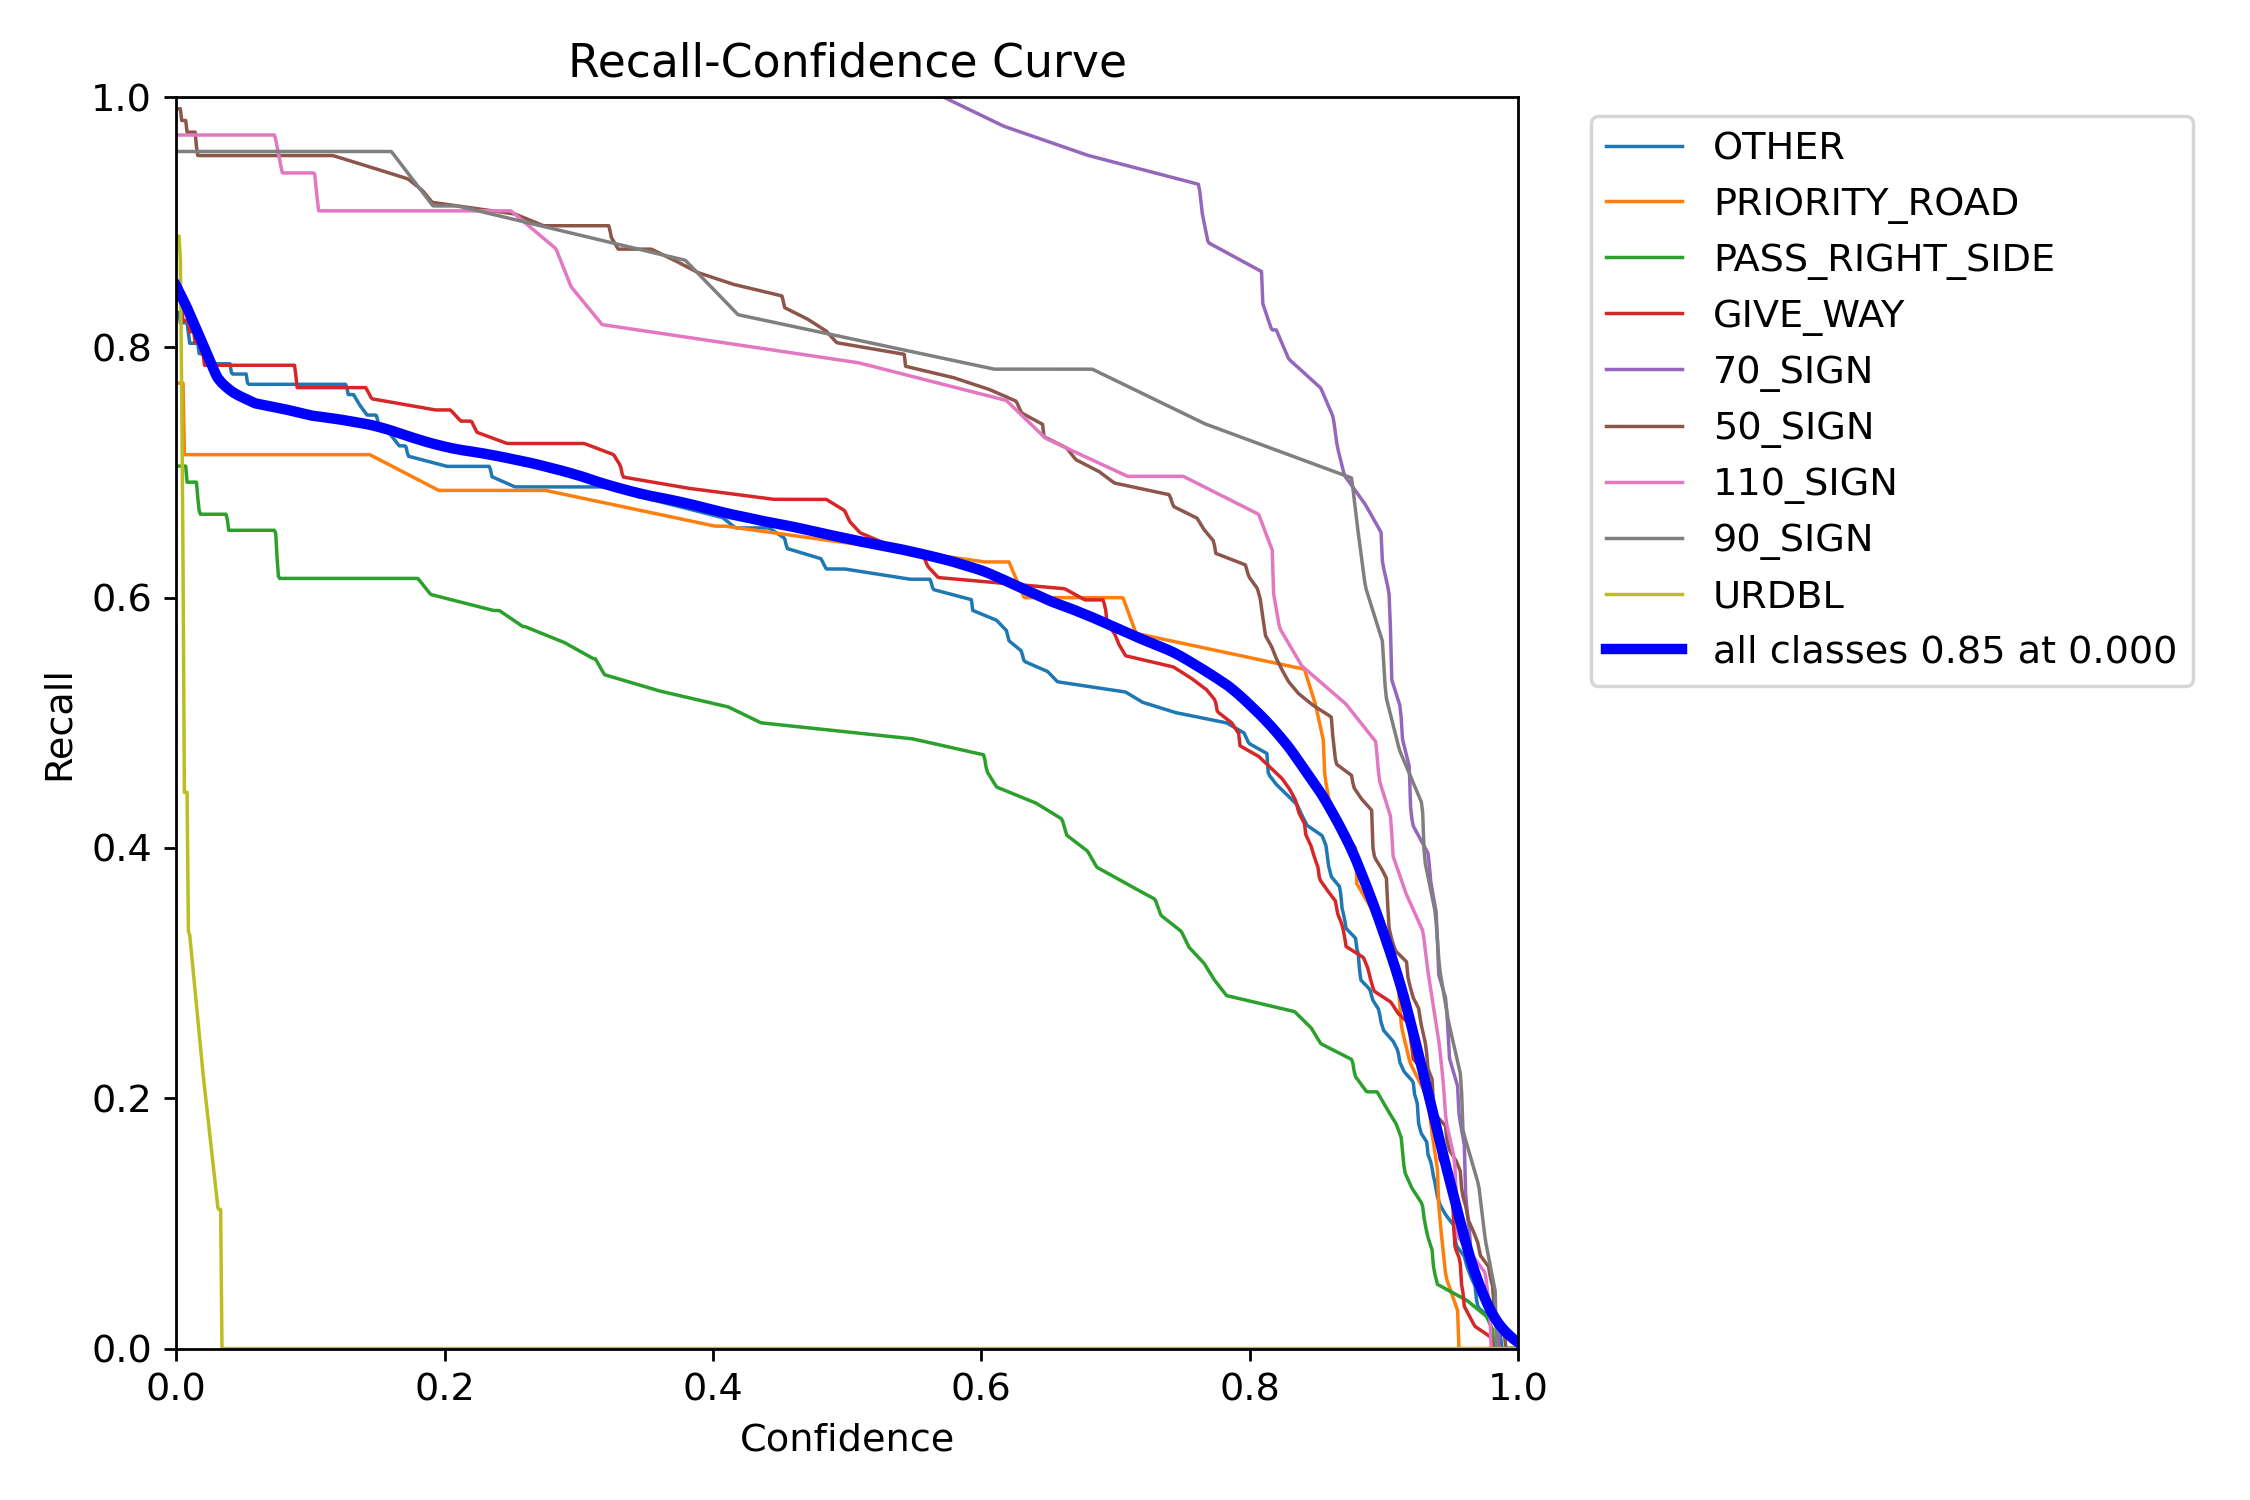 Recall-Confidence Curve
1.0
0.8
0.6
0.4
0.2
0.0
Recall
0.0 0.2 0.4 0.6 0.8 1.0
Confidence
OTHER
PRIORITY_ROAD
PASS_RIGHT_SIDE
GIVE_WAY
70_SIGN
50_SIGN
110_SIGN
90_SIGN
URDBL
all classes 0.85 at 0.000